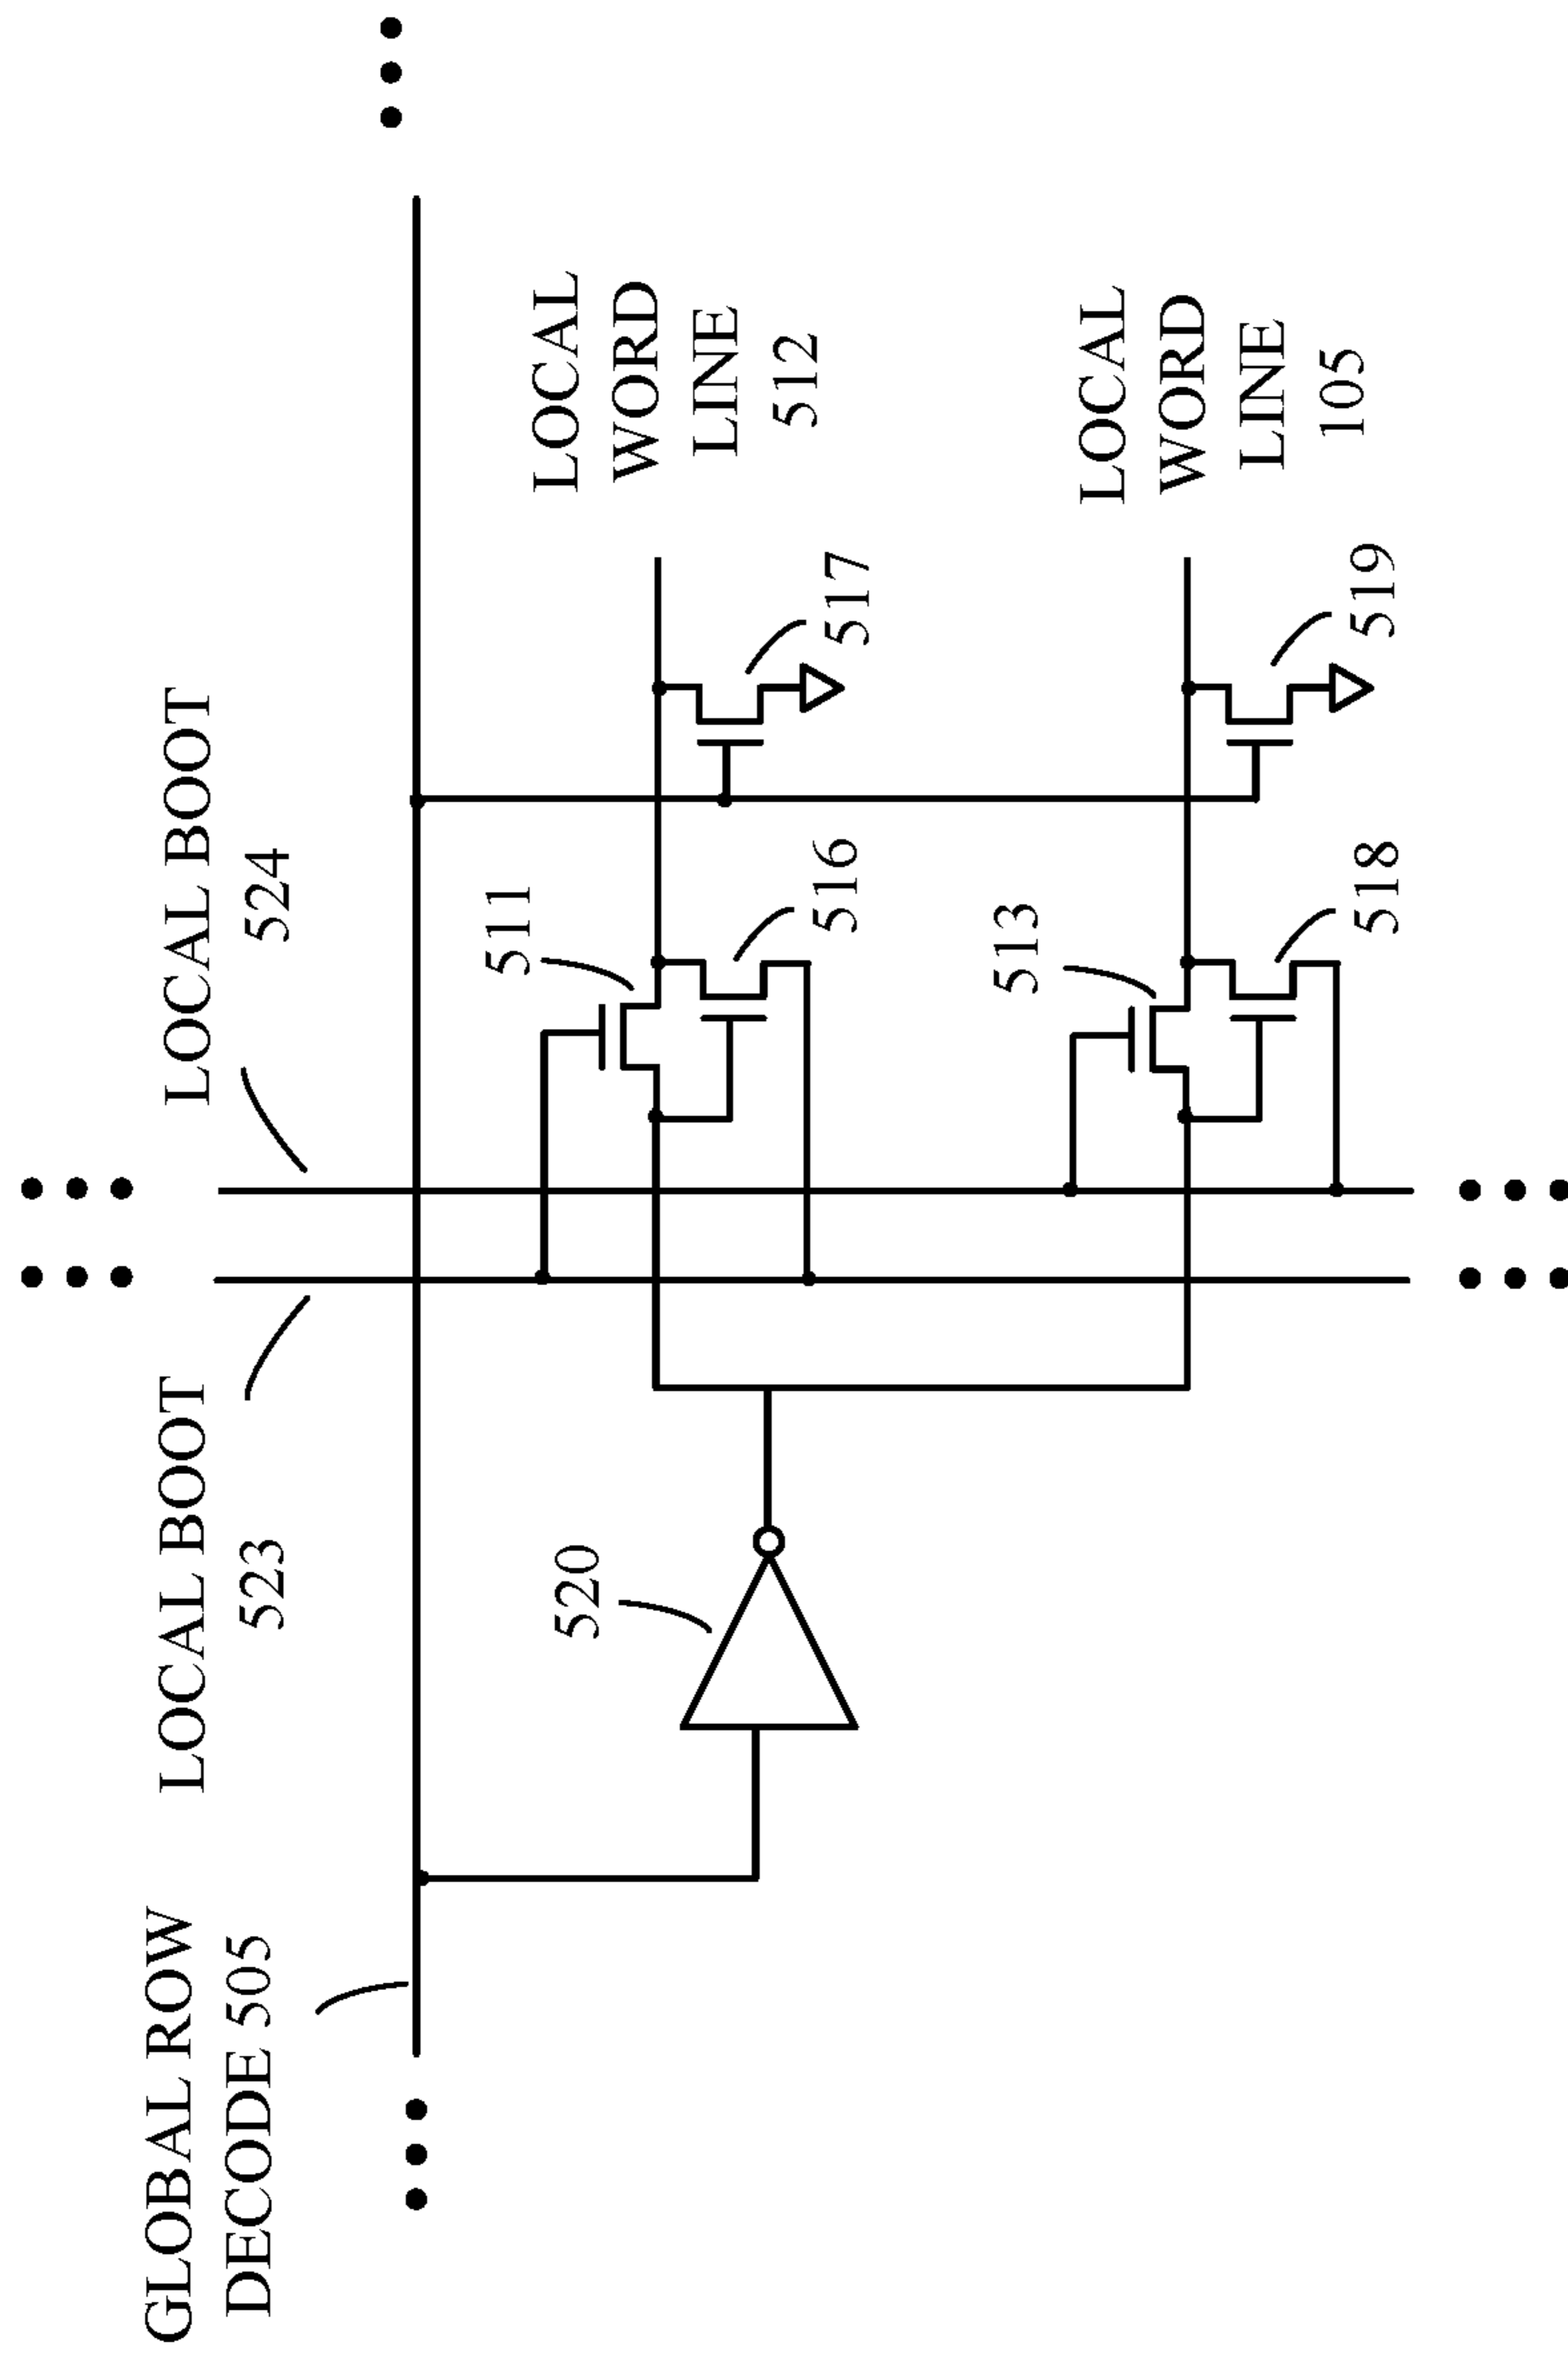 GLOBAL ROW
DECODE 505
LOCAL BOOT
523
LOCAL BOOT
524
520
511
516
517
LOCAL
WORD
LINE
512
513
518
519
LOCAL
WORD
LINE
105